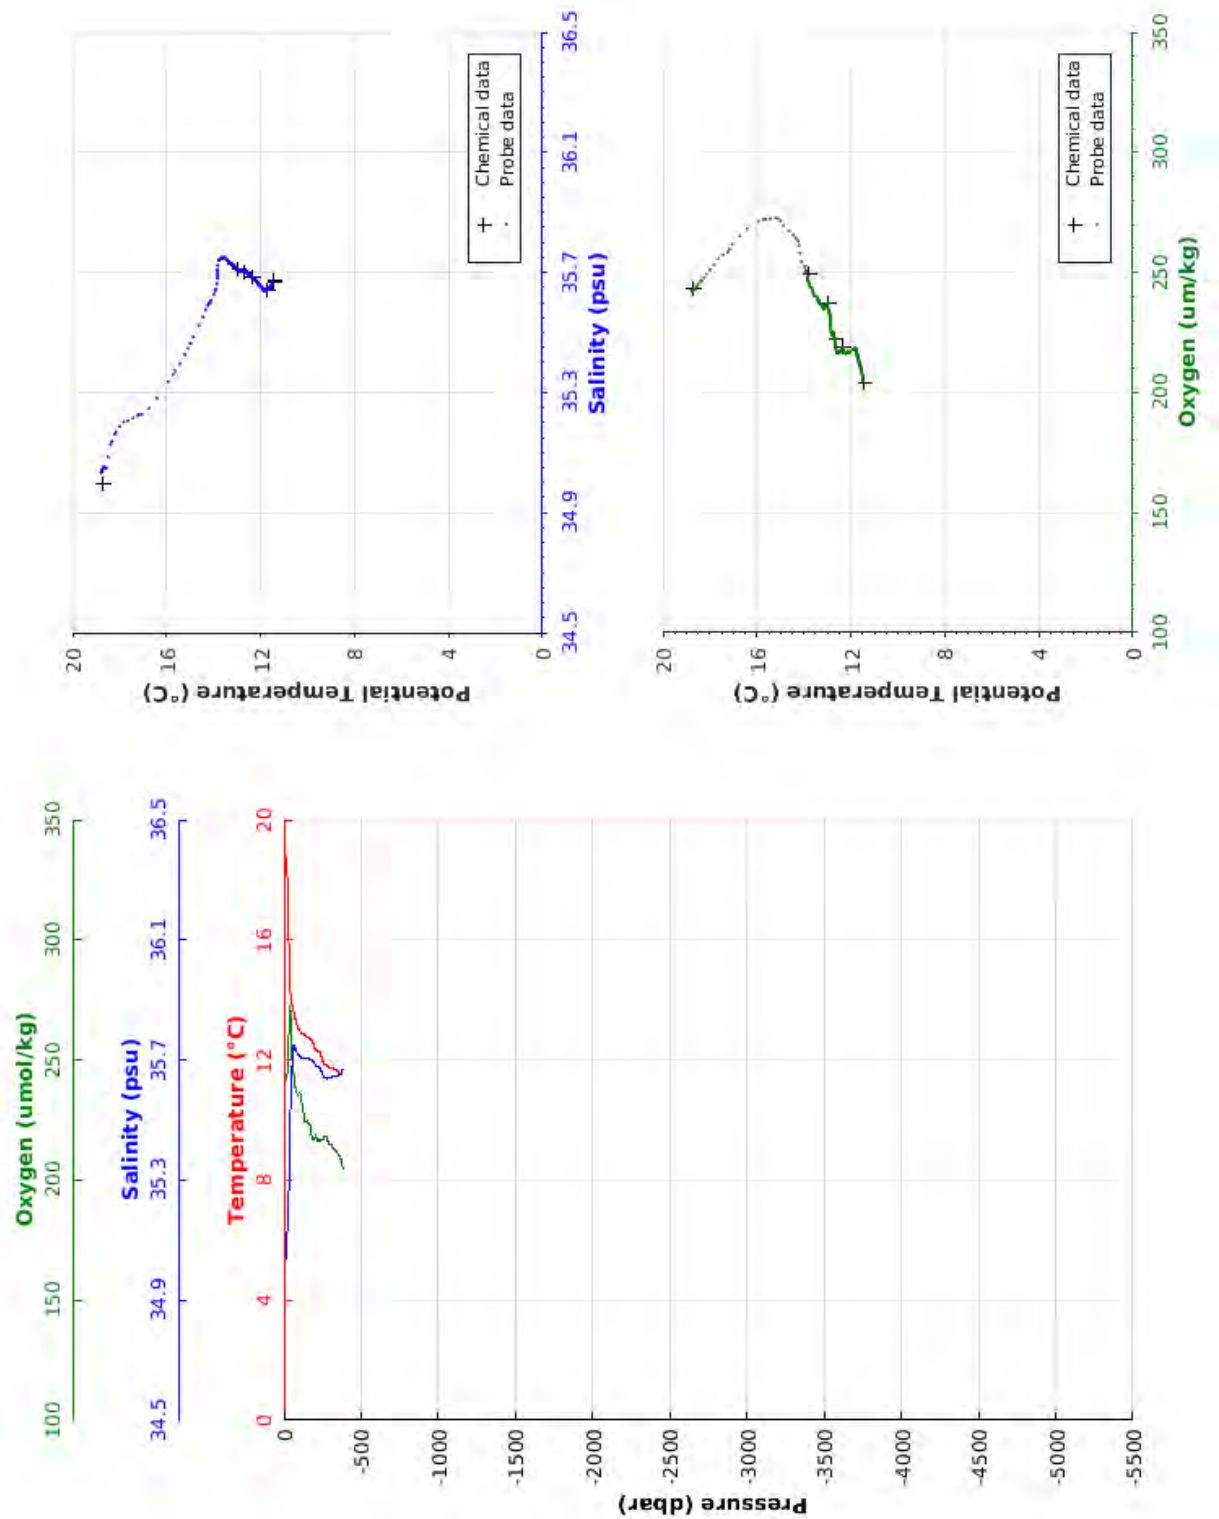 Oxygen (umol/kg)
100 150 200 250 300 350
Salinity (psu)
34.5 34.9 35.3 35.7 36.1 36.5
Temperature (°C)
0 4 8 12 16 20
0
-500
-1000
-1500
-2000
-2500
-3000
-3500
-4000
-4500
-5000
-5500
Pressure (dbar)
20
16
12
8
4
0
Potential Temperature (°C)
Chemical data
Probe data
34.5 34.9 35.3 35.7 36.1 36.5
Salinity (psu)
20
16
12
8
4
0
Potential Temperature (°C)
Chemical data
Probe data
100 150 200 250 300 350
Oxygen (um/kg)